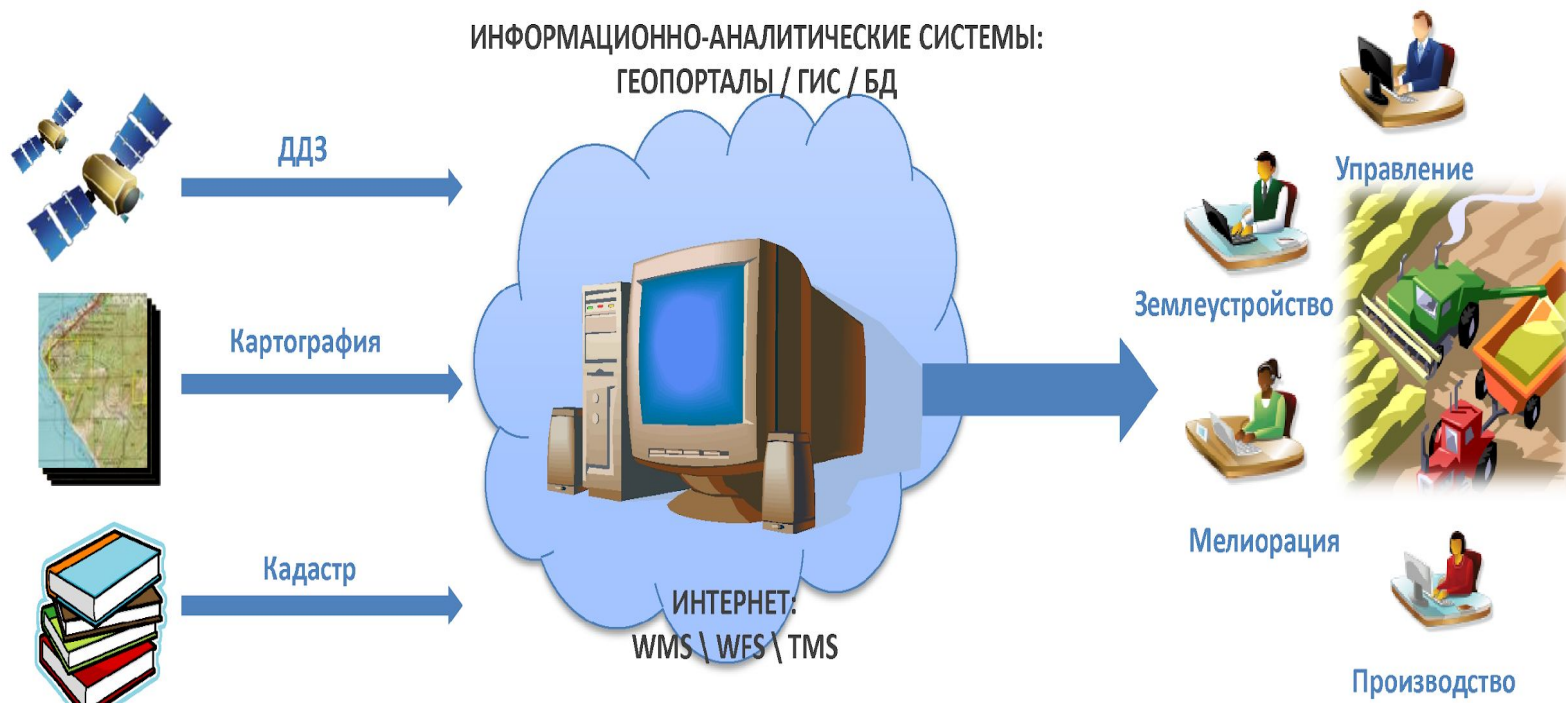 ИНФОРМАЦИОННО-АНАЛИТИЧЕСКИЕ СИСТЕМЫ:
ГЕОПОРТАЛЫ / ГИС / БД
ДДЗ
Картография
Кадастр
ИНТЕРНЕТ:
WMS \ WFS \ TMS
Управление
Землеустройство
Мелиорация
Производство